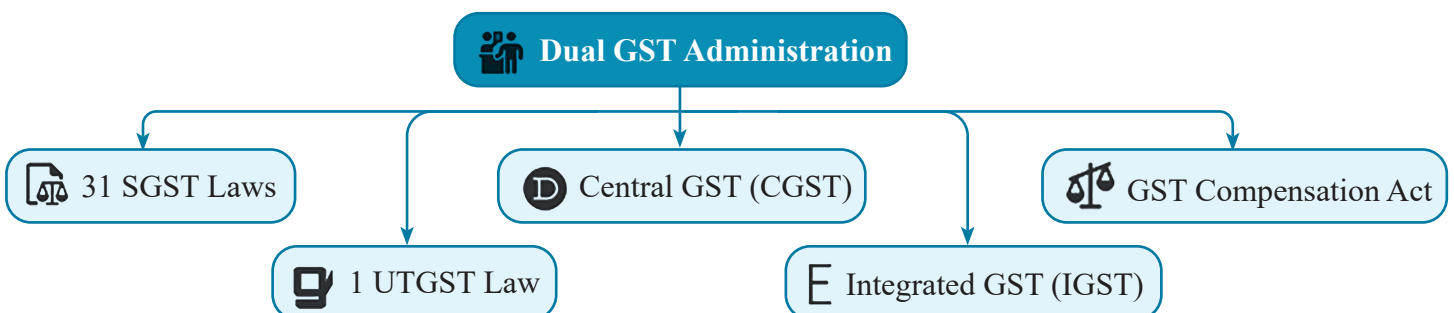 Dual GST Administration
31 SGST Laws
Central GST (CGST)
GST Compensation Act
1 UTGST Law
Integrated GST (IGST)